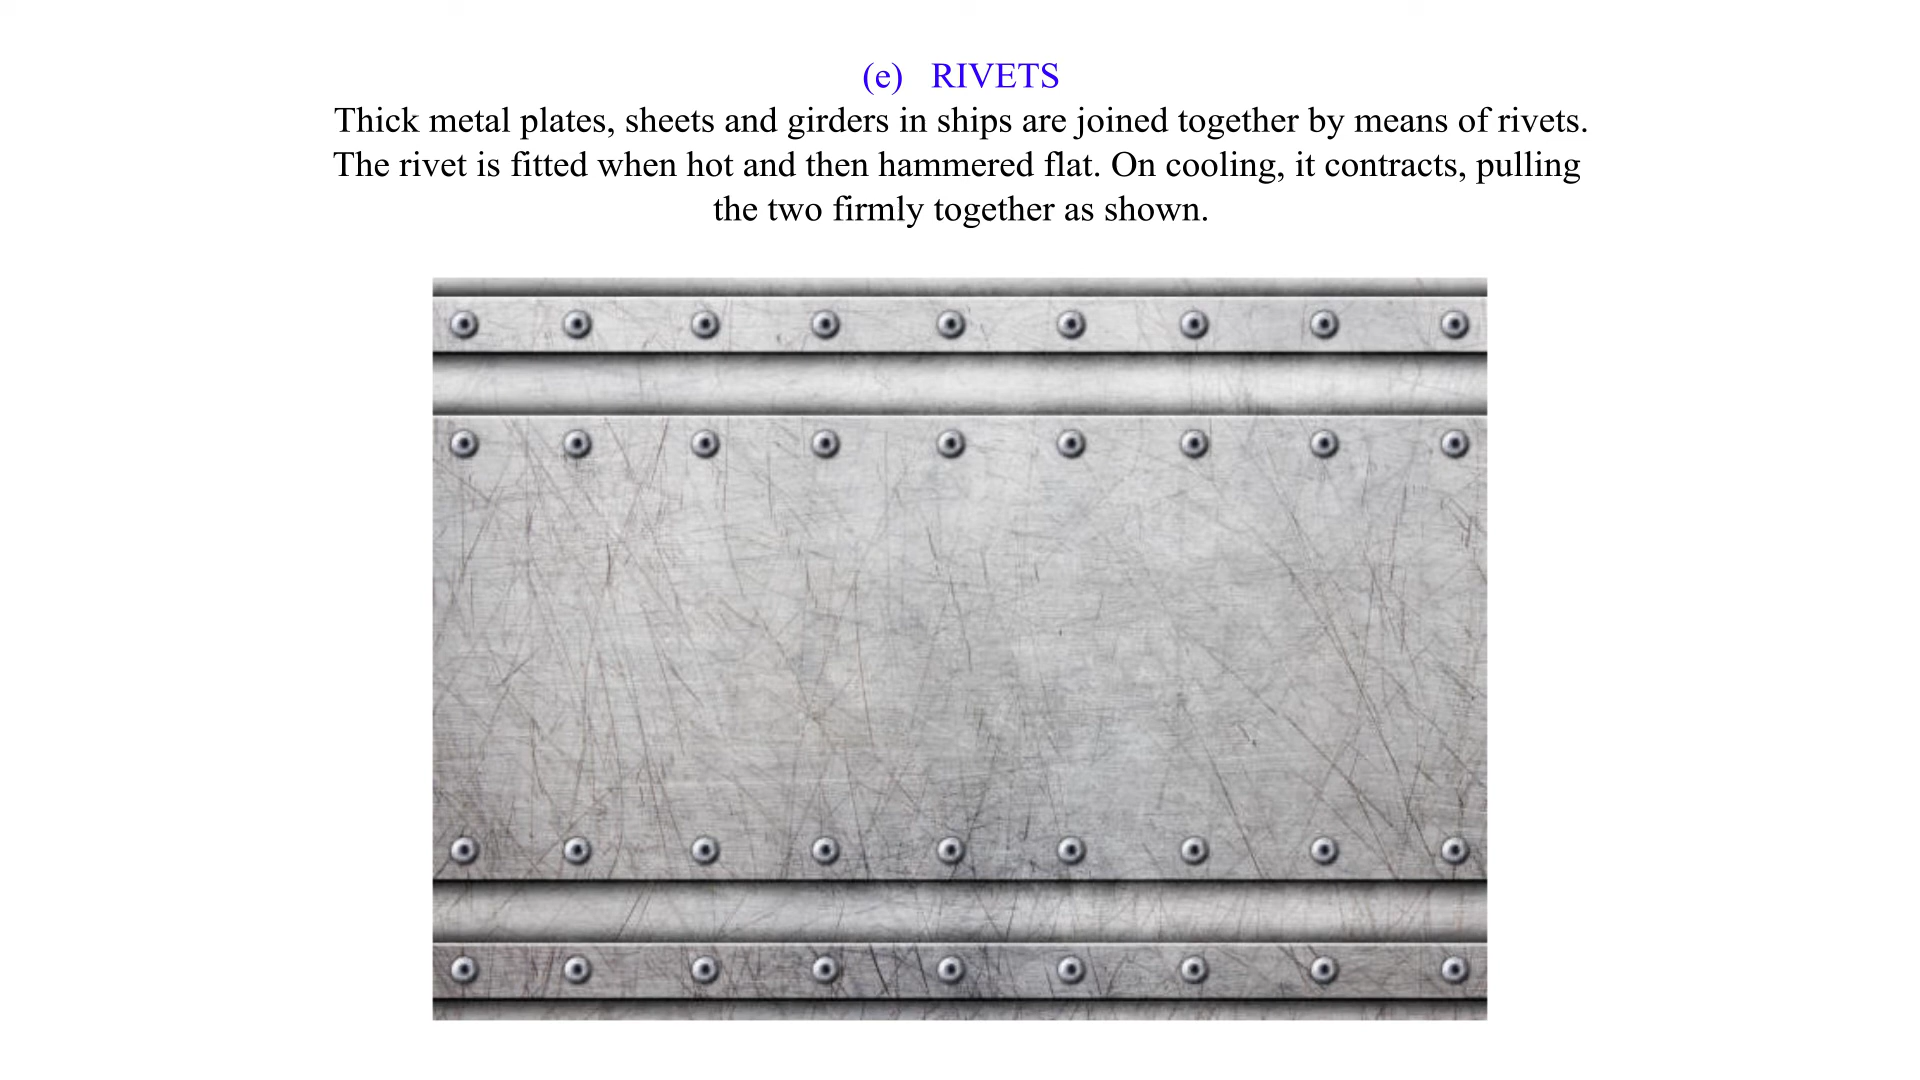 (e) RIVETS
Thick metal plates, sheets and girders in ships are joined together by means of rivets.
The rivet is fitted when hot and then hammered flat. On cooling, it contracts, pulling
the two firmly together as shown.